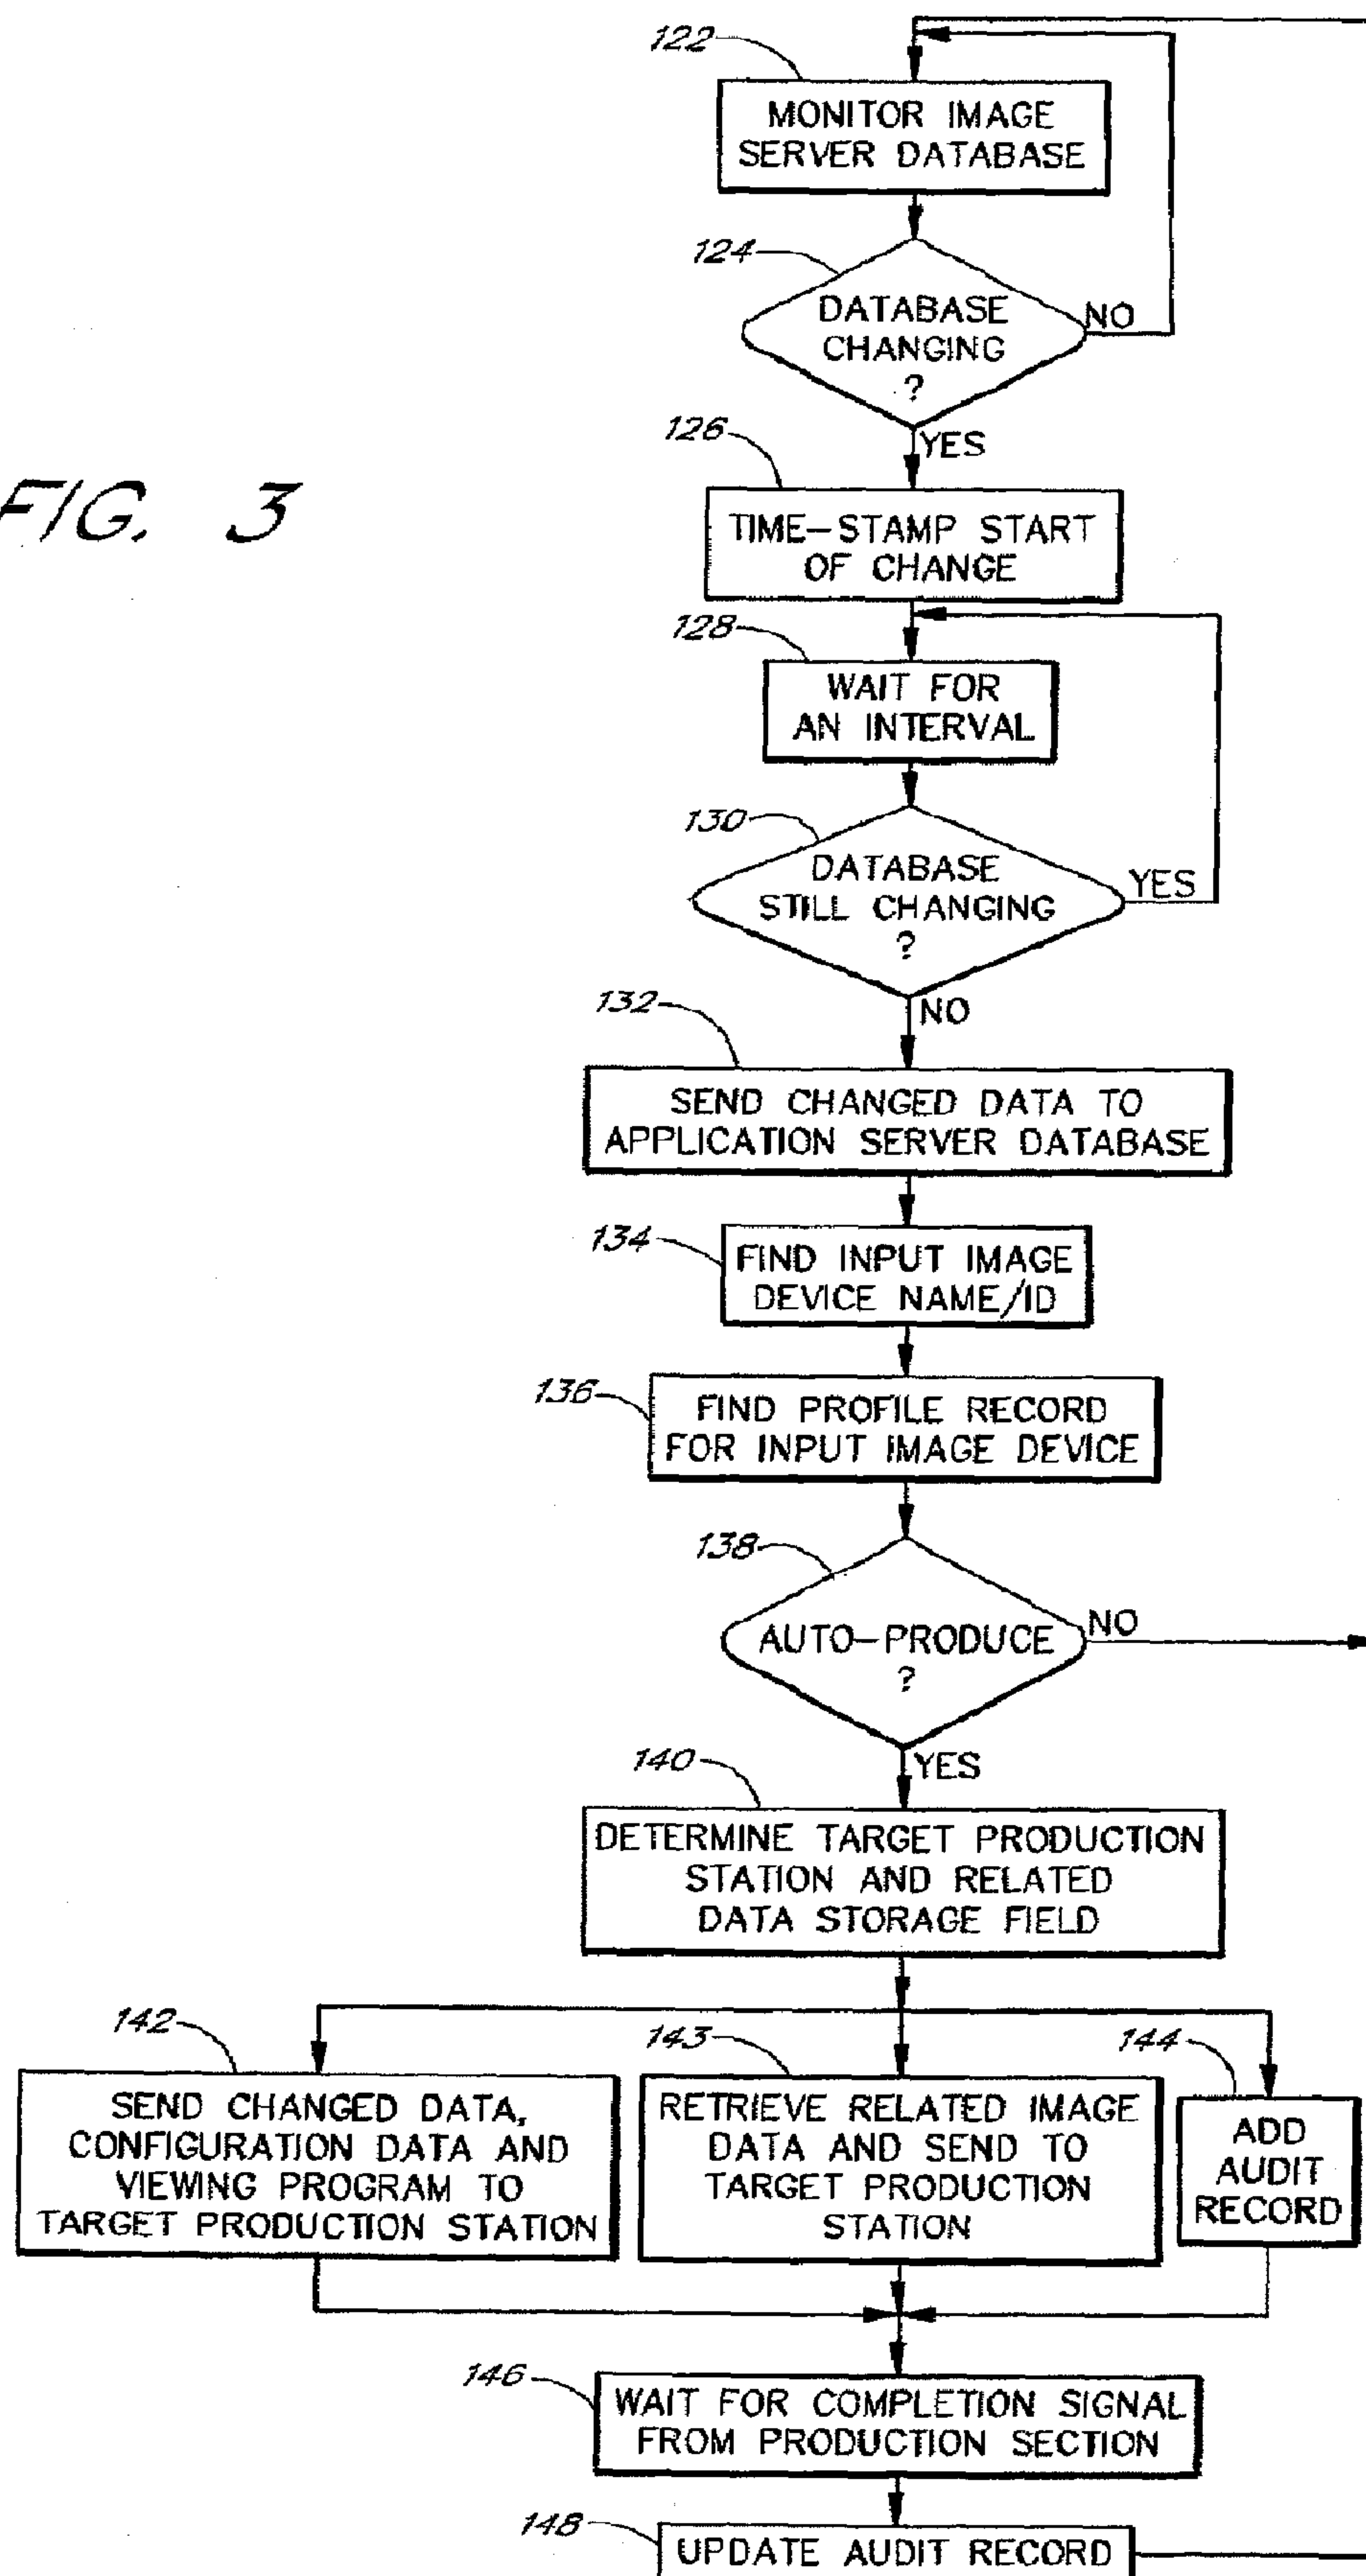 122
MONITOR IMAGE
SERVER DATABASE
124
DATABASE
CHANGING
?
NO
YES
FIG. 3
126
TIME-STAMP START
OF CHANGE
128
WAIT FOR
AN INTERVAL
130
DATABASE
STILL CHANGING
?
YES
NO
132
SEND CHANGED DATA TO
APPLICATION SERVER DATABASE
134
FIND INPUT IMAGE
DEVICE NAME/ID
136
FIND PROFILE RECORD
FOR INPUT IMAGE DEVICE
138
AUTO-PRODUCE
?
NO
YES
140
DETERMINE TARGET PRODUCTION
STATION AND RELATED
DATA STORAGE FIELD
142
SEND CHANGED DATA,
CONFIGURATION DATA AND
VIEWING PROGRAM TO
TARGET PRODUCTION STATION
143
RETRIEVE RELATED IMAGE
DATA AND SEND TO
TARGET PRODUCTION
STATION
144
ADD
AUDIT
RECORD
146
WAIT FOR COMPLETION SIGNAL
FROM PRODUCTION SECTION
148
UPDATE AUDIT RECORD